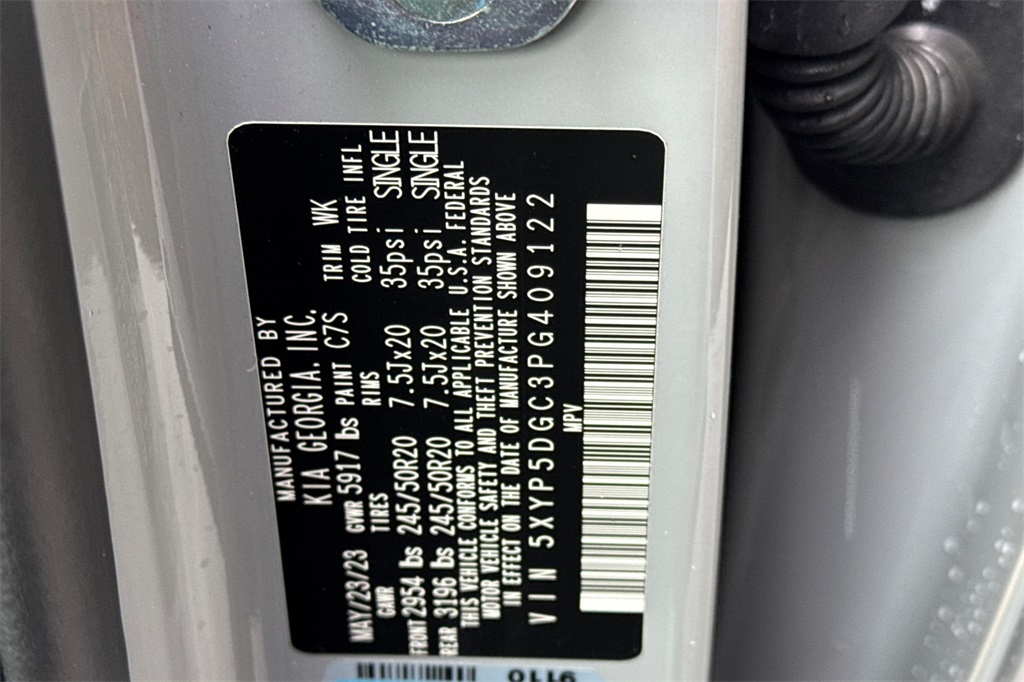 MANUFACTURED BY
KIA GEORGIA, INC.
MAY/23/23 GVWR 5917 lbs PAINT C7S TRIM WK
GAWR TIRES RIMS COLD TIRE INFL
FRONT 2954 lbs 245/50R20 7.5Jx20 35psi SINGLE
REAR 3196 lbs 245/50R20 7.5Jx20 35psi SINGLE
THIS VEHICLE CONFORMS TO ALL APPLICABLE U.S.A. FEDERAL
MOTOR VEHICLE SAFETY AND THEFT PREVENTION STANDARDS
IN EFFECT ON THE DATE OF MANUFACTURE SHOWN ABOVE
VIN 5XYP5DGC3PG409122
MPV
9110